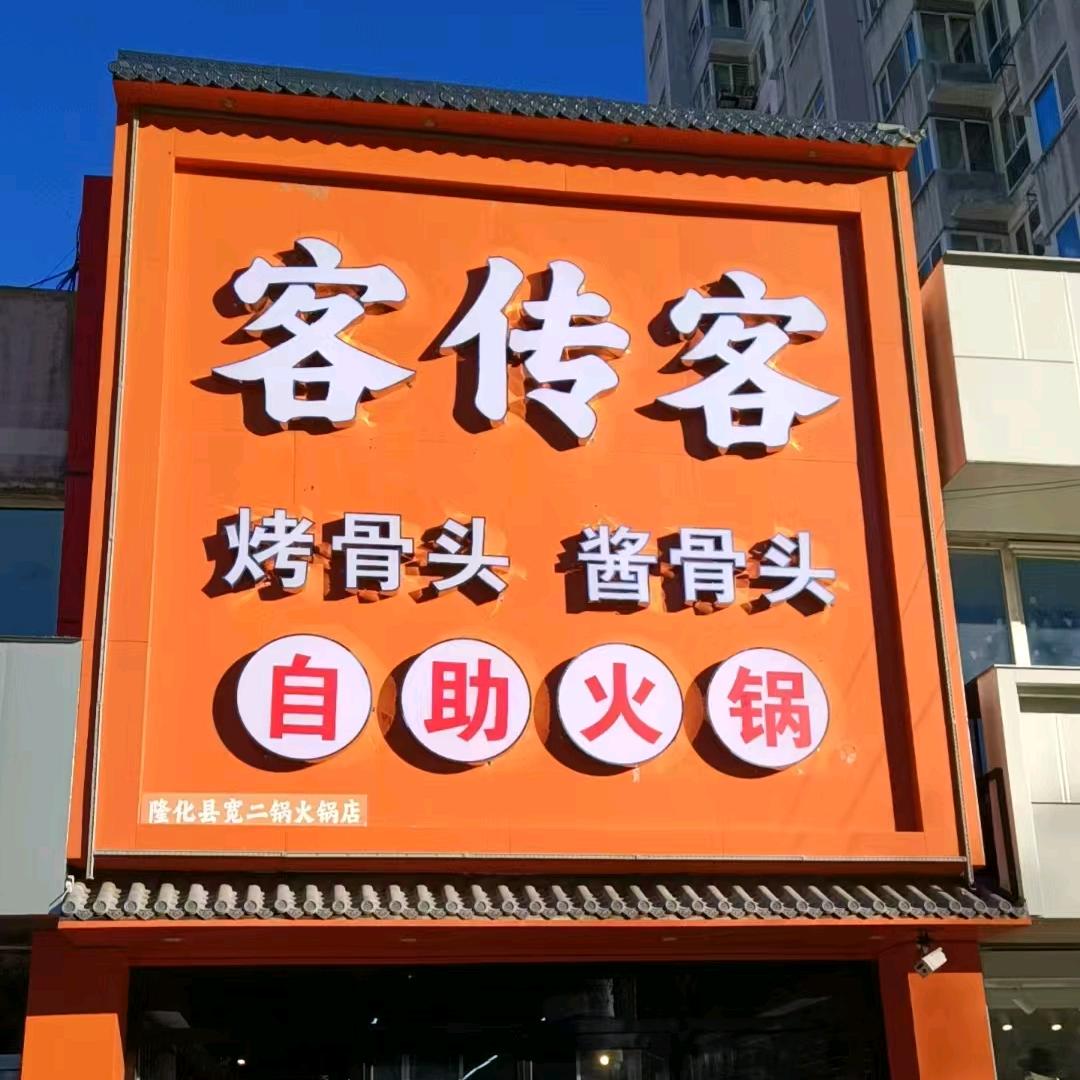 客传客
烤骨头 酱骨头
自助火锅
隆化县宽二锅火锅店